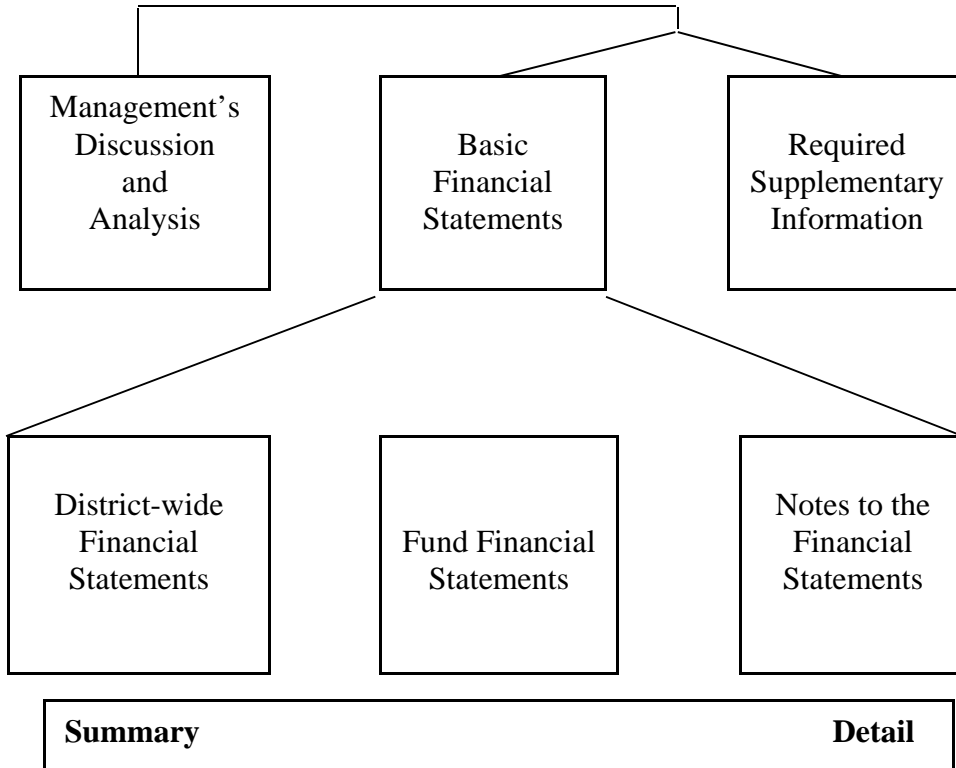 Management’s
Discussion
and
Analysis
Basic
Financial
Statements
Required
Supplementary
Information
District-wide
Financial
Statements
Fund Financial
Statements
Notes to the
Financial
Statements
Summary Detail